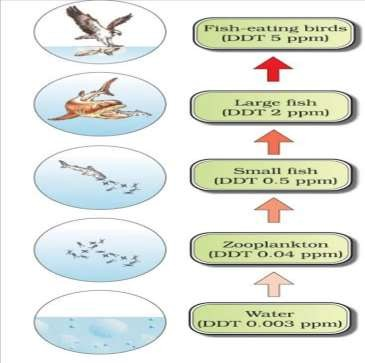 Fish-eating birds
(DDT 5 ppm)
Large fish
(DDT 2 ppm)
Small fish
(DDT 0.5 ppm)
Zooplankton
(DDT 0.04 ppm)
Water
(DDT 0.003 ppm)